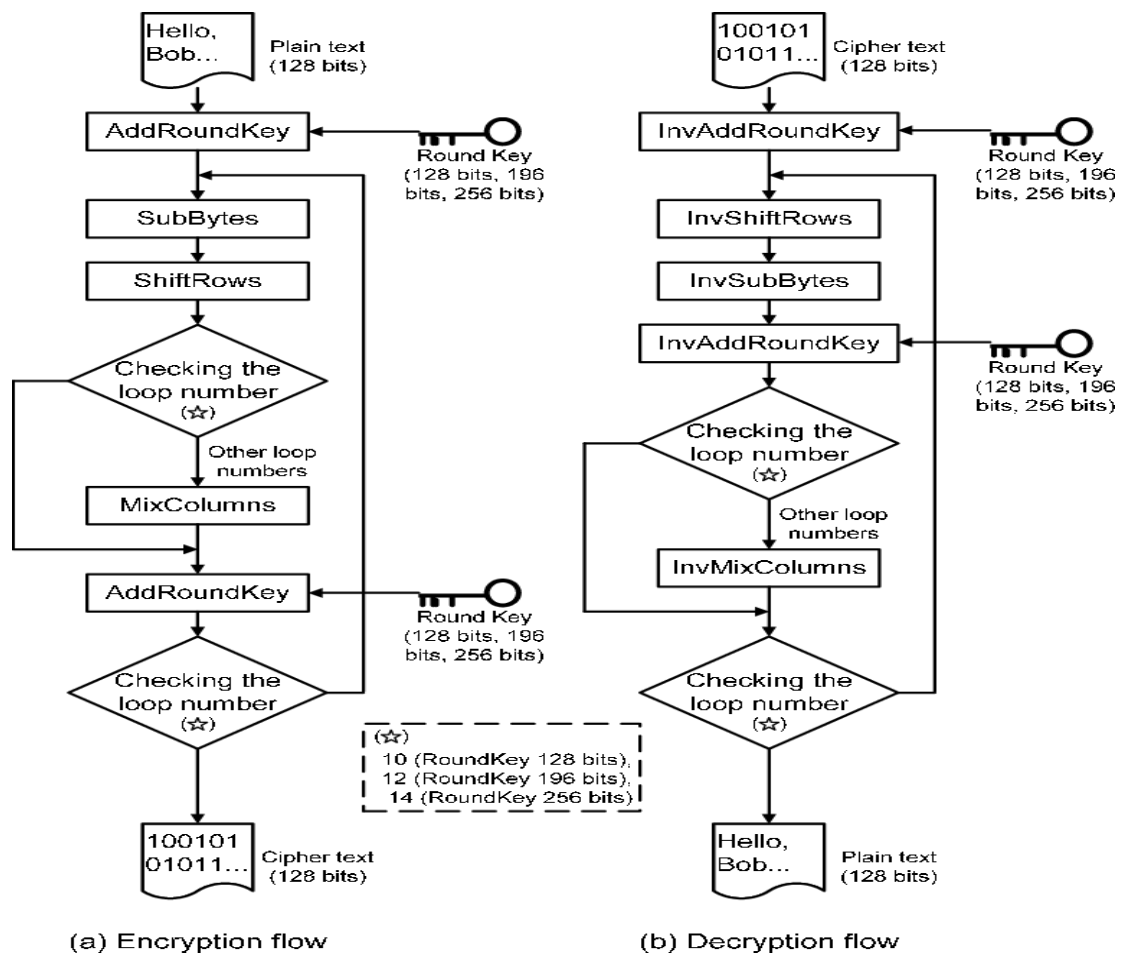 Hello,
Bob...
Plain text
(128 bits)
AddRoundKey
Round Key
(128 bits, 196
bits, 256 bits)
SubBytes
ShiftRows
Checking the
loop number
(☆)
Other loop
numbers
MixColumns
AddRoundKey
Round Key
(128 bits, 196
bits, 256 bits)
Checking the
loop number
(☆)
100101
01011...
Cipher text
(128 bits)
(a) Encryption flow
(☆)
10 (RoundKey 128 bits),
12 (RoundKey 196 bits),
14 (RoundKey 256 bits)
100101
01011...
Cipher text
(128 bits)
InvAddRoundKey
Round Key
(128 bits, 196
bits, 256 bits)
InvShiftRows
InvSubBytes
InvAddRoundKey
Round Key
(128 bits, 196
bits, 256 bits)
Checking the
loop number
(☆)
Other loop
numbers
InvMixColumns
Checking the
loop number
(☆)
Hello,
Bob...
Plain text
(128 bits)
(b) Decryption flow